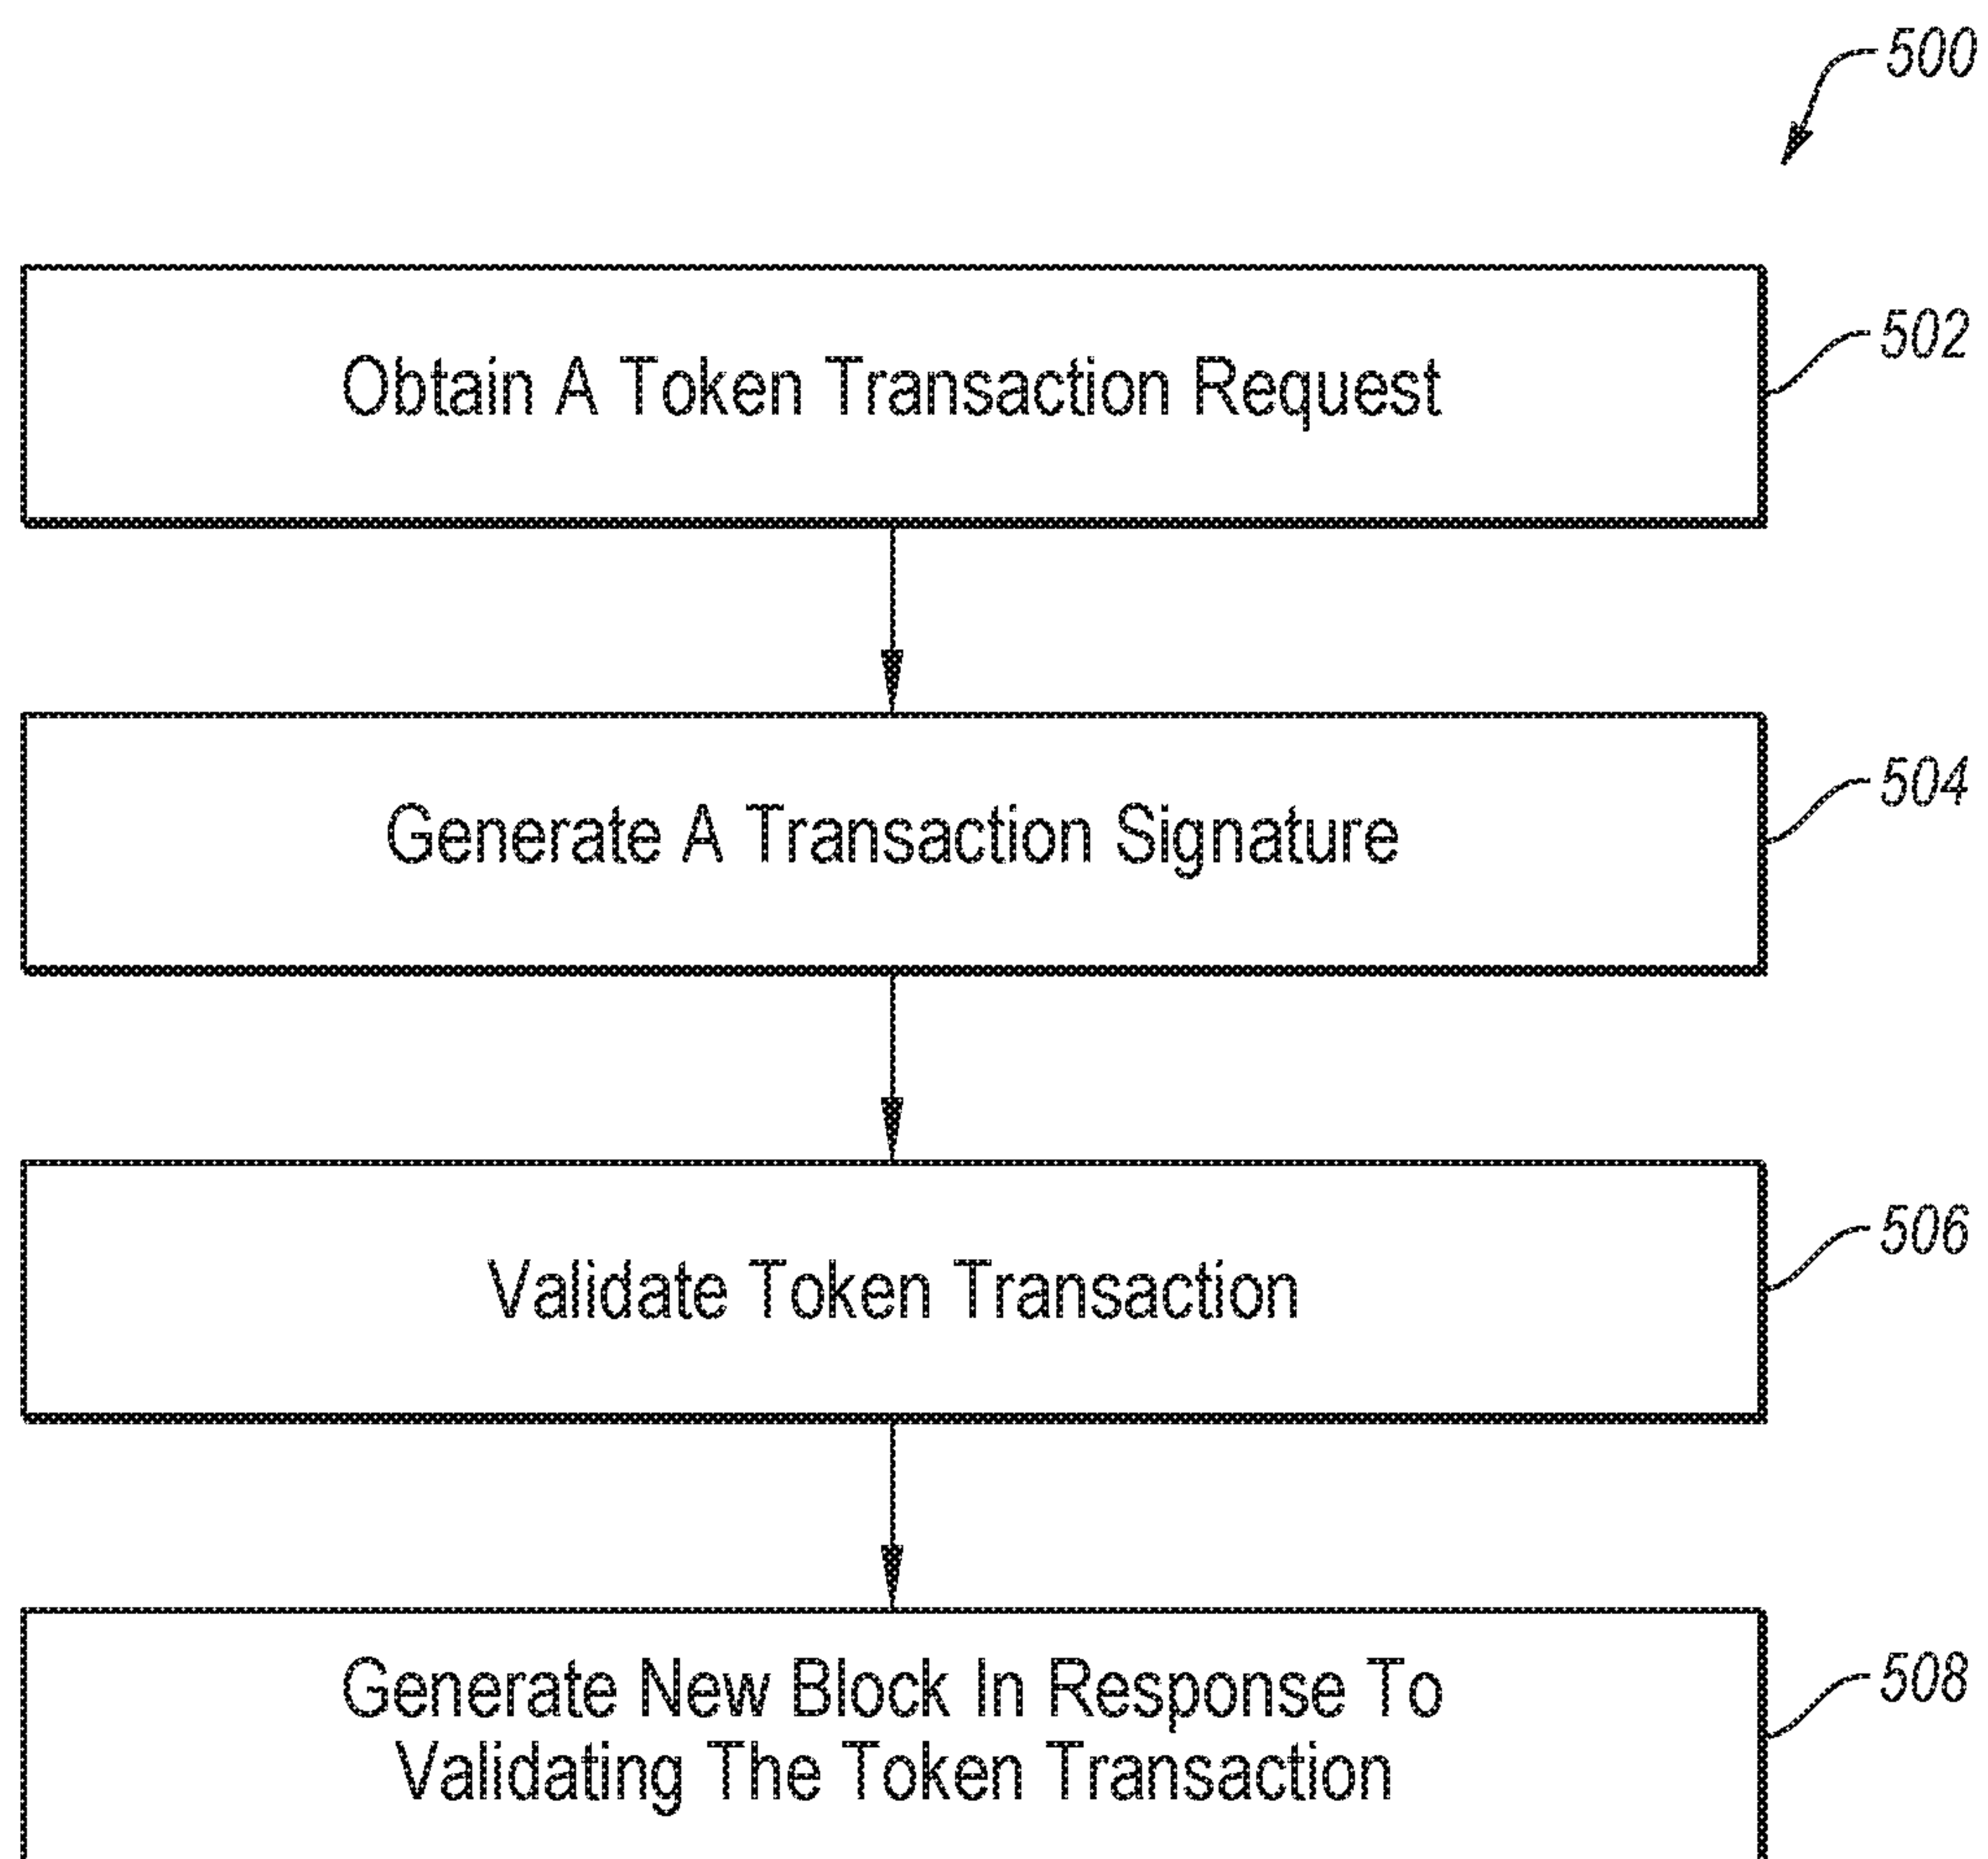 500
Obtain A Token Transaction Request
502
Generate A Transaction Signature
504
Validate Token Transaction
506
Generate New Block In Response To
Validating The Token Transaction
508